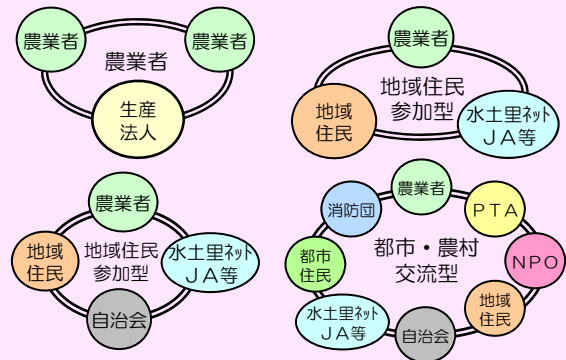 農業者
農業者
農業者
生産
法人
農業者
地域住民
参加型
地域
住民
水土里ネット
ＪＡ等
農業者
地域
住民
地域住民
参加型
水土里ネット
ＪＡ等
自治会
農業者
消防団
ＰＴＡ
都市
住民
都市・農村
交流型
ＮＰＯ
水土里ネット
ＪＡ等
地域
住民
自治会